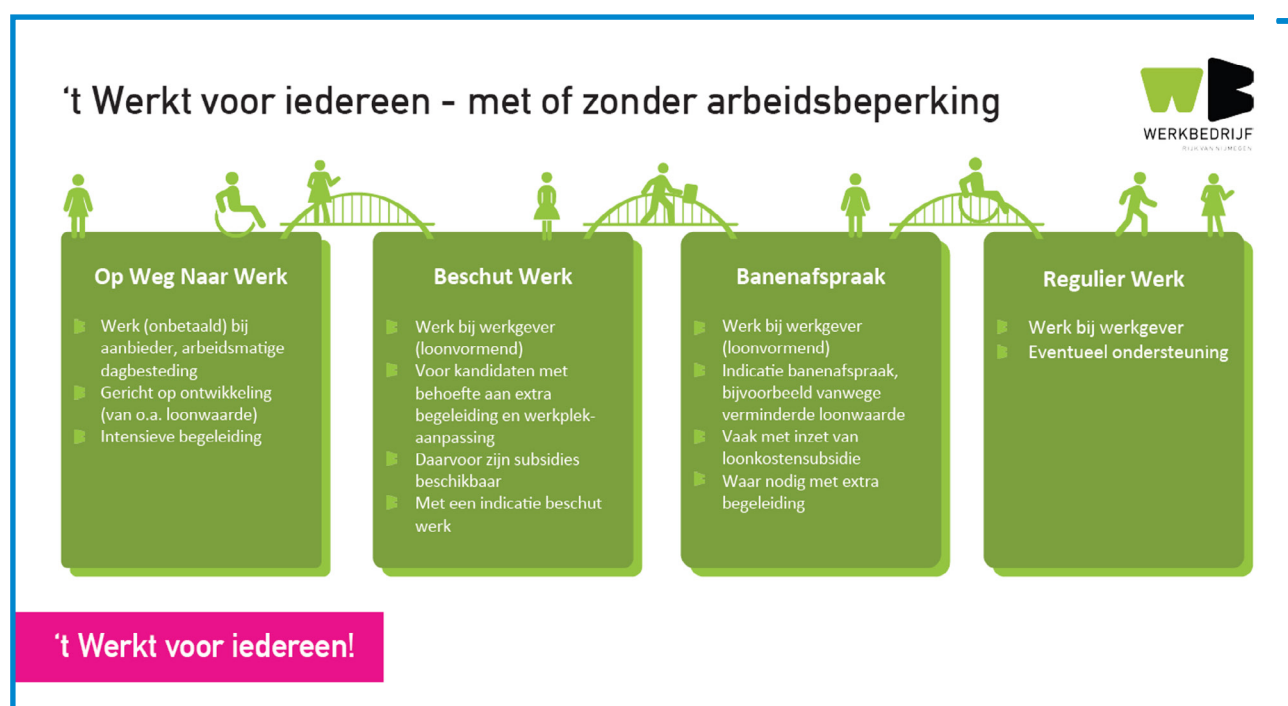 ‘t Werkt voor iedereen - met of zonder arbeidsbeperking
WERKBEDRIJF
RIJK VAN NIJMEGEN
Op Weg Naar Werk
Werk (onbetaald) bij
aanbieder, arbeidsmatige
dagbesteding
Gericht op ontwikkeling
(van o.a. loonwaarde)
Intensieve begeleiding
Beschut Werk
Werk bij werkgever
(loonvormend)
Voor kandidaten met
behoefte aan extra
begeleiding en werkplek-
aanpassing
Daarvoor zijn subsidies
beschikbaar
Met een indicatie beschut
werk
Banenafspraak
Werk bij werkgever
(loonvormend)
Indicatie banenafspraak,
bijvoorbeeld vanwege
verminderde loonwaarde
Vaak met inzet van
loonkostensubsidie
Waar nodig met extra
begeleiding
Regulier Werk
Werk bij werkgever
Eventueel ondersteuning
‘t Werkt voor iedereen!